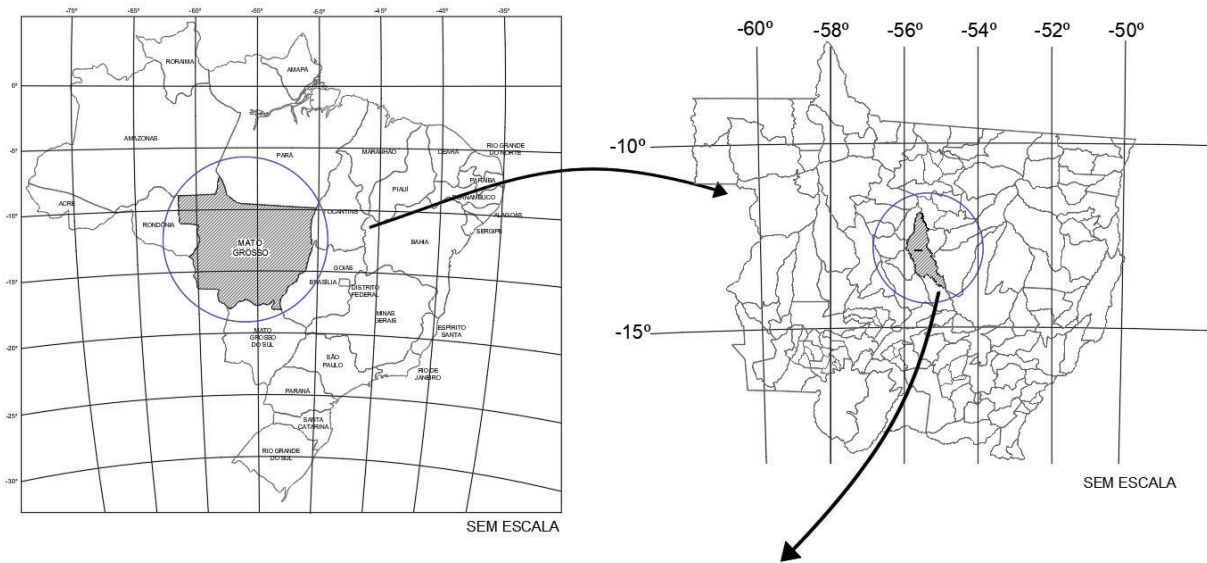 -70°
-65°
-60°
-55°
-50°
-45°
-40°
-35°
0°
-5°
-10°
-15°
-20°
-25°
-30°
RORAIMA
AMAPÁ
AMAZONAS
PARÁ
MARANHÃO
CEARÁ
RIO GRANDE
DO NORTE
PIAUÍ
PARAÍBA
PERNAMBUCO
ALAGOAS
SERGIPE
ACRE
RONDÔNIA
TOCANTINS
BAHIA
MATO
GROSSO
GOIÁS
BRASÍLIA
DISTRITO
FEDERAL
MINAS
GERAIS
ESPÍRITO
SANTA
MATO
GROSSO
DO SUL
SÃO
PAULO
RIO DE
JANEIRO
PARANÁ
SANTA
CATARINA
RIO GRANDE
DO SUL
SEM ESCALA
-60º
-58º
-56º
-54º
-52º
-50º
-10º
-15º
SEM ESCALA